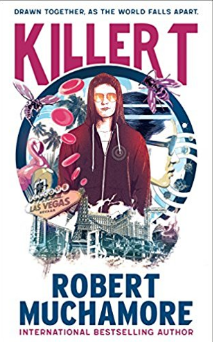 DRAWN TOGETHER, AS THE WORLD FALLS APART.
KILLER T
LAS VEGAS
ROBERT
MUCHAMORE
INTERNATIONAL BESTSELLING AUTHOR